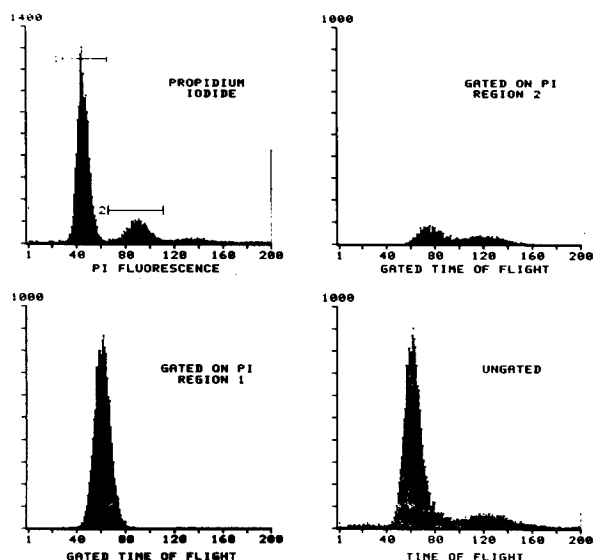 1400
PROPIDIUM
IODIDE
1
2
1 40 80 120 160 200
PI FLUORESCENCE
1000
GATED ON PI
REGION 2
1 40 80 120 160 200
GATED TIME OF FLIGHT
1000
GATED ON PI
REGION 1
1 40 80 120 160 200
GATED TIME OF FLIGHT
1000
UNGATED
1 40 80 120 160 200
TIME OF FLIGHT